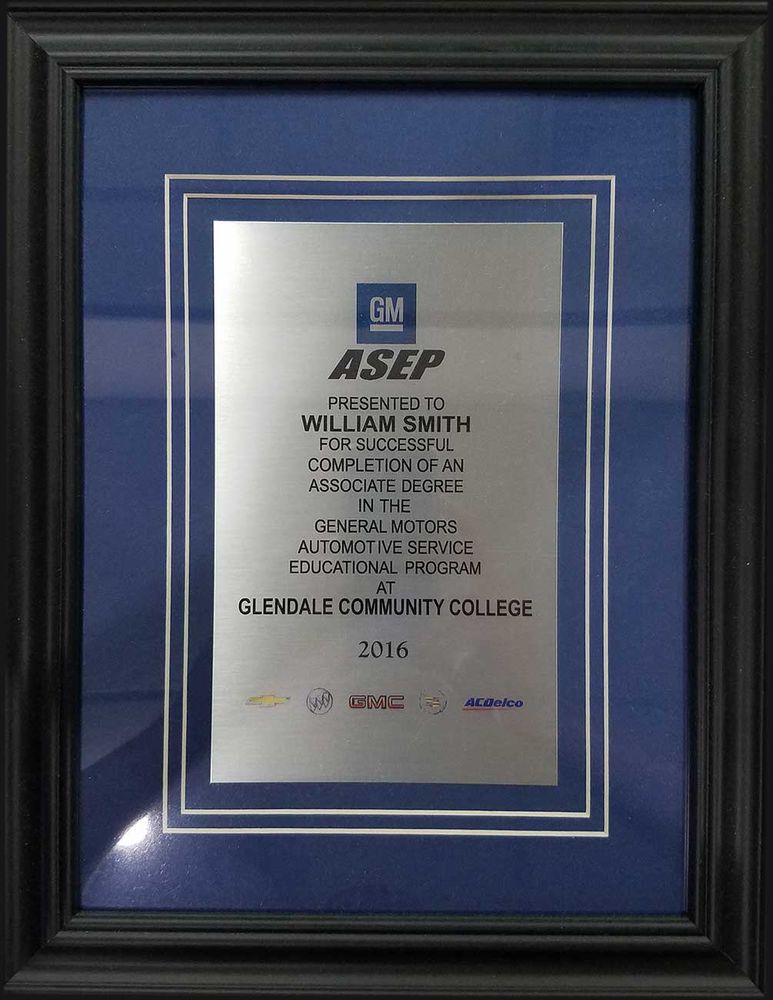 GM
ASEP
PRESENTED TO
WILLIAM SMITH
FOR SUCCESSFUL
COMPLETION OF AN
ASSOCIATE DEGREE
IN THE
GENERAL MOTORS
AUTOMOTIVE SERVICE
EDUCATIONAL PROGRAM
AT
GLENDALE COMMUNITY COLLEGE
2016
GMC ACDelco